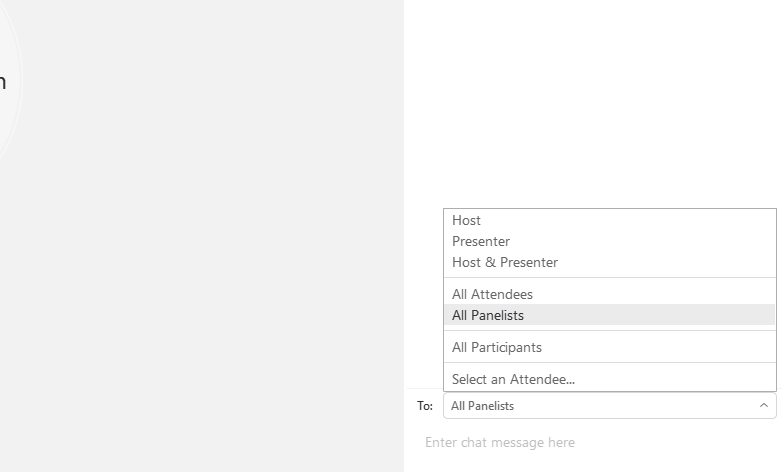 Host
Presenter
Host & Presenter
All Attendees
All Panelists
All Participants
Select an Attendee...
To: All Panelists
Enter chat message here